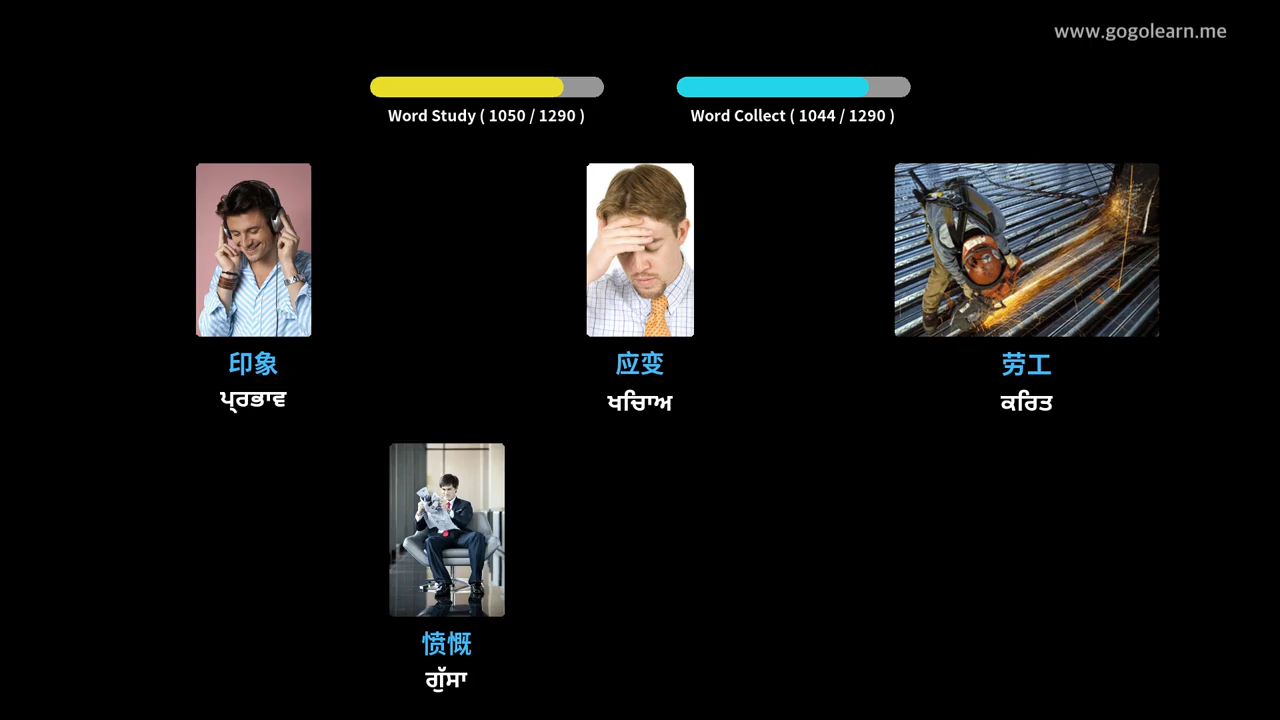 www.gogolearn.me
Word Study ( 1050 / 1290 )
Word Collect ( 1044 / 1290 )
印象
ਪ੍ਰਭਾਵ
应变
ਖਚਿਾਅ
劳工
ਕਰਿਤ
愤慨
ਗੁੱਸਾ